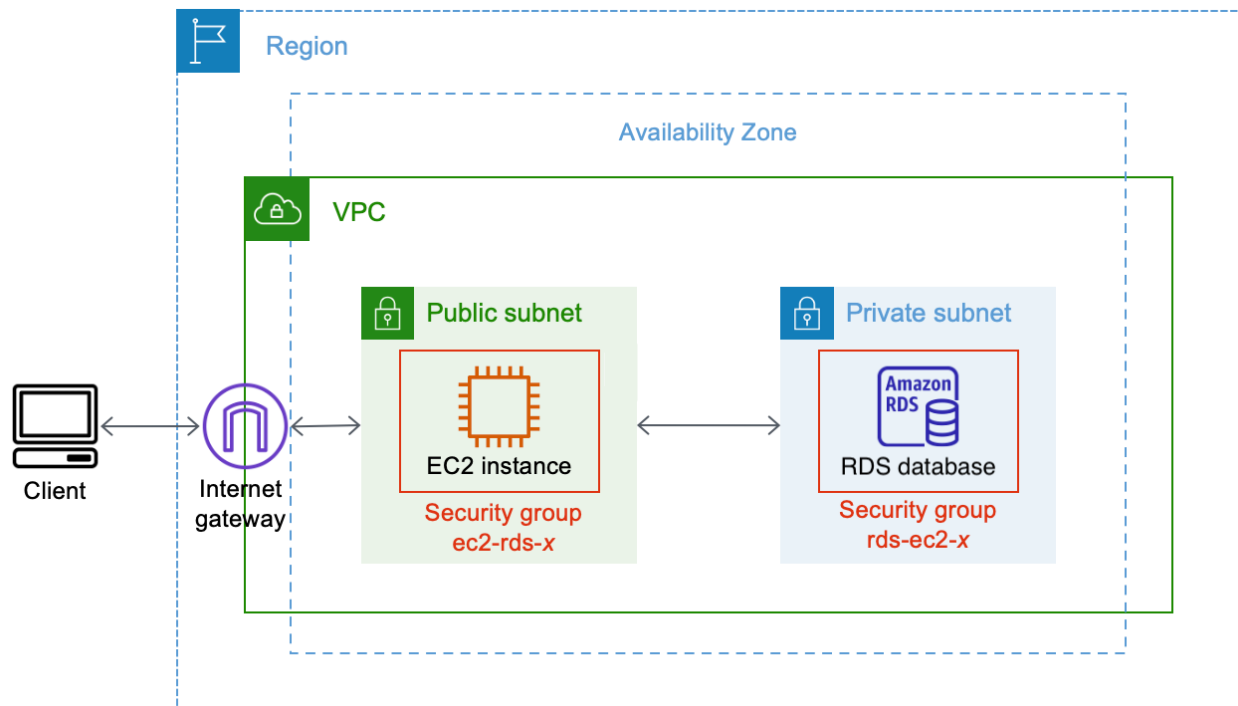 Region
Availability Zone
VPC
Public subnet
Private subnet
Amazon
RDS
EC2 instance
RDS database
Client
Internet
gateway
Security group
ec2-rds-x
Security group
rds-ec2-x